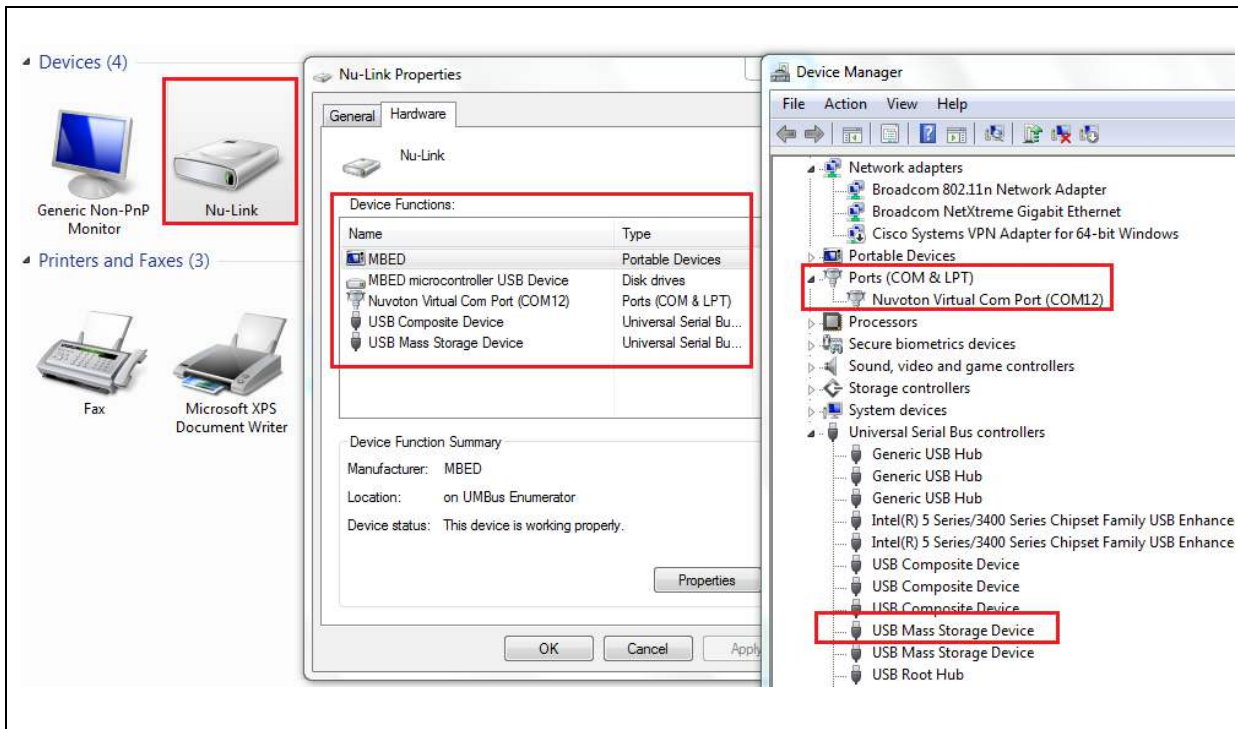 Devices (4)
Generic Non-PnP
Monitor
Nu-Link
Printers and Faxes (3)
Fax
Microsoft XPS
Document Writer
Nu-Link Properties
General Hardware
Nu-Link
Device Functions:
Name Type
MBED Portable Devices
MBED microcontroller USB Device Disk drives
Nuvoton Virtual Com Port (COM12) Ports (COM & LPT)
USB Composite Device Universal Serial Bu...
USB Mass Storage Device Universal Serial Bu...
Device Function Summary
Manufacturer: MBED
Location: on UMBus Enumerator
Device status: This device is working properly.
Properties
OK Cancel Apply
Device Manager
File Action View Help
Network adapters
Broadcom 802.11n Network Adapter
Broadcom NetXtreme Gigabit Ethernet
Cisco Systems VPN Adapter for 64-bit Windows
Portable Devices
Ports (COM & LPT)
Nuvoton Virtual Com Port (COM12)
Processors
Secure biometrics devices
Sound, video and game controllers
Storage controllers
System devices
Universal Serial Bus controllers
Generic USB Hub
Generic USB Hub
Generic USB Hub
Intel(R) 5 Series/3400 Series Chipset Family USB Enhance
Intel(R) 5 Series/3400 Series Chipset Family USB Enhance
USB Composite Device
USB Composite Device
USB Composite Device
USB Mass Storage Device
USB Mass Storage Device
USB Root Hub